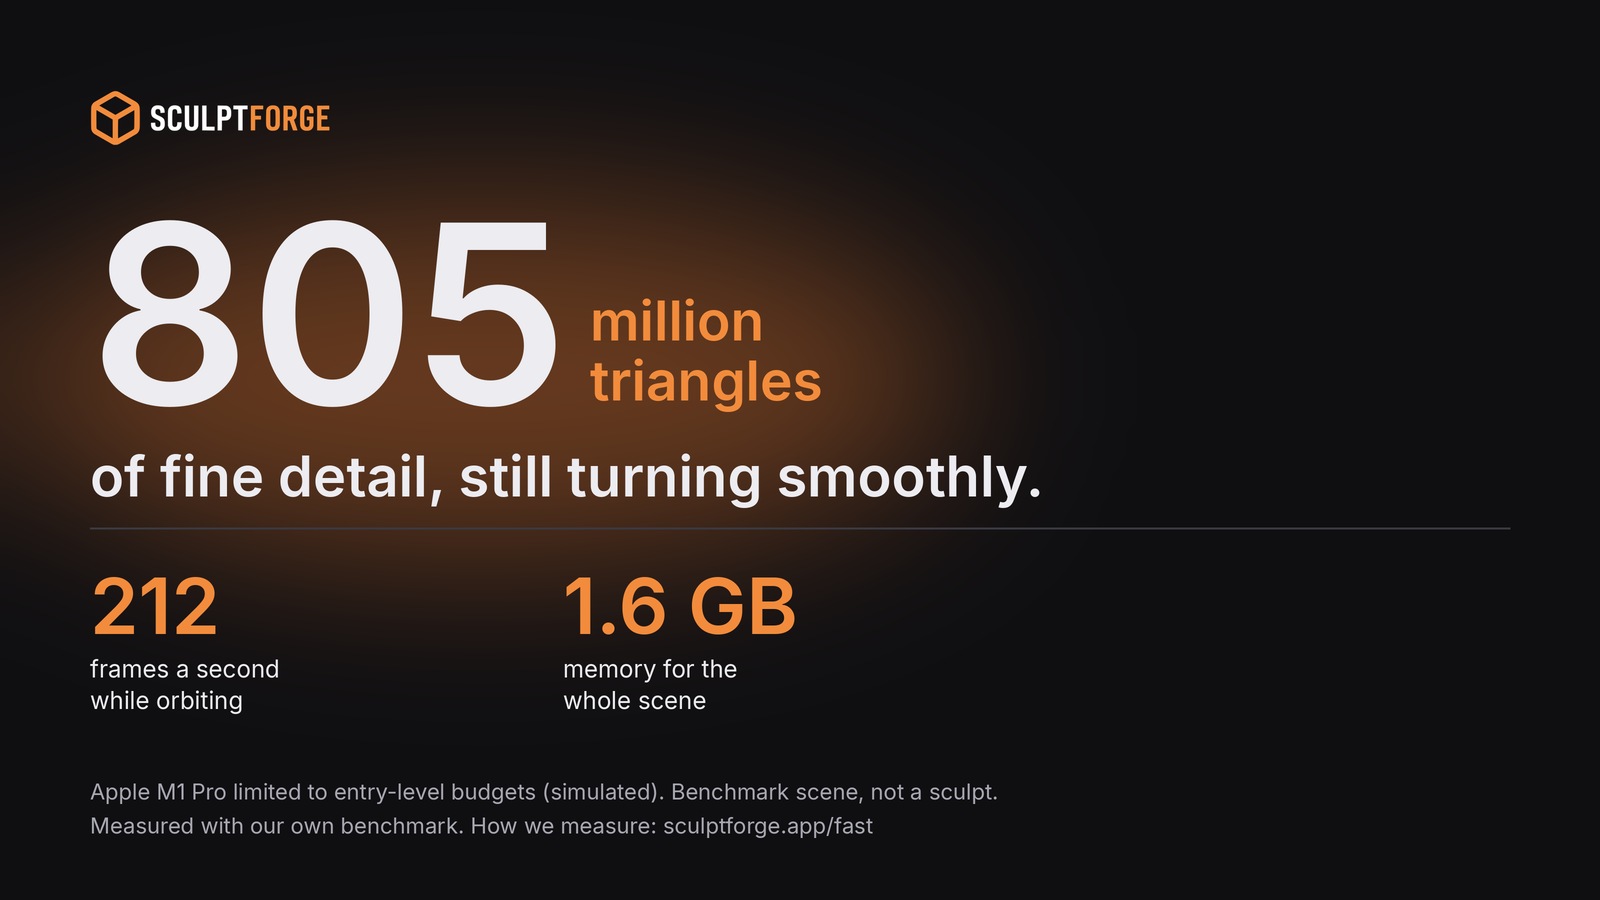 SCULPTFORGE
805
million
triangles
of fine detail, still turning smoothly.
212
frames a second
while orbiting
1.6 GB
memory for the
whole scene
Apple M1 Pro limited to entry-level budgets (simulated). Benchmark scene, not a sculpt.
Measured with our own benchmark. How we measure: sculptforge.app/fast